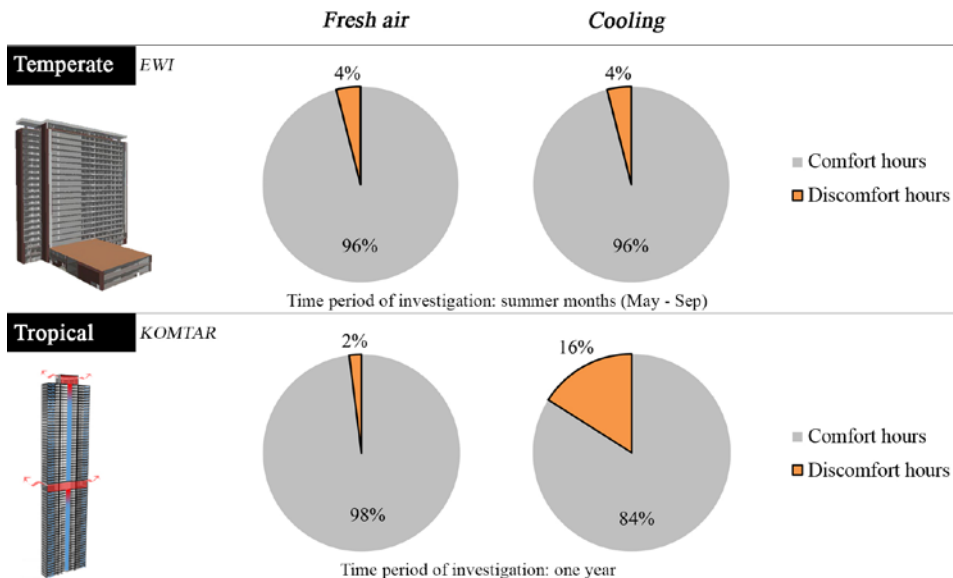 Fresh air
Cooling
Temperate
EWI
4%
96%
4%
96%
Comfort hours
Discomfort hours
Time period of investigation: summer months (May - Sep)
Tropical
KOMTAR
2%
98%
16%
84%
Comfort hours
Discomfort hours
Time period of investigation: one year